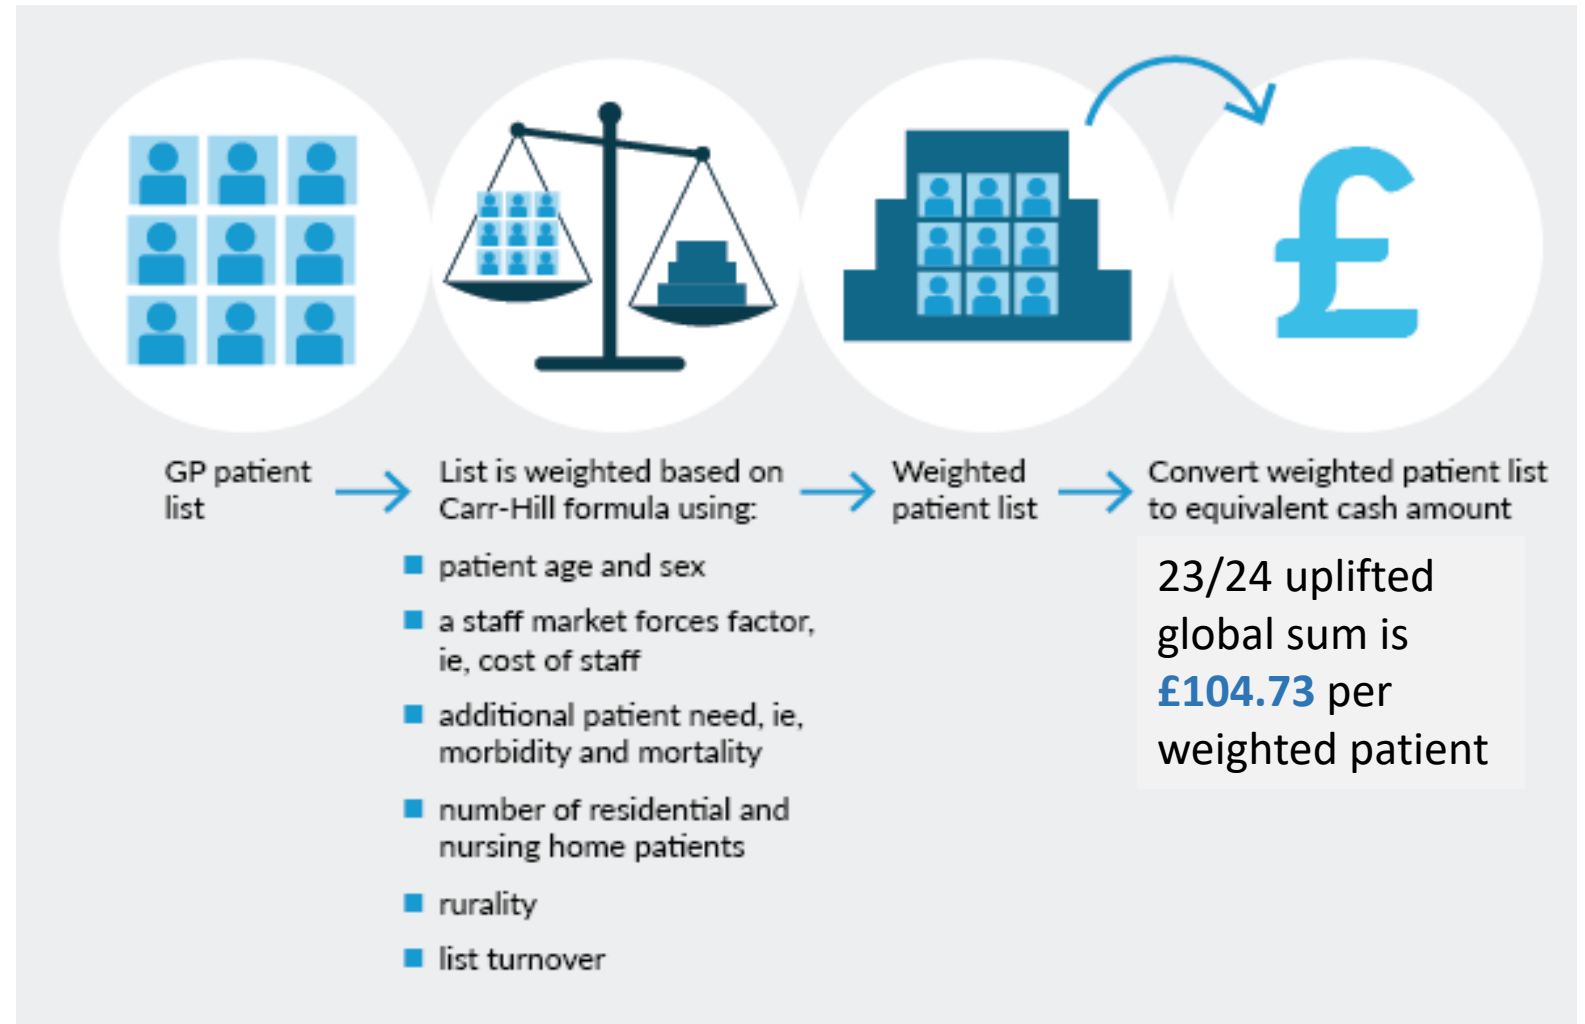 GP patient
list
List is weighted based on
Carr-Hill formula using:
patient age and sex
a staff market forces factor,
ie, cost of staff
additional patient need, ie,
morbidity and mortality
number of residential and
nursing home patients
rurality
list turnover
Weighted
patient list
Convert weighted patient list
to equivalent cash amount
£
23/24 uplifted
global sum is
£104.73 per
weighted patient